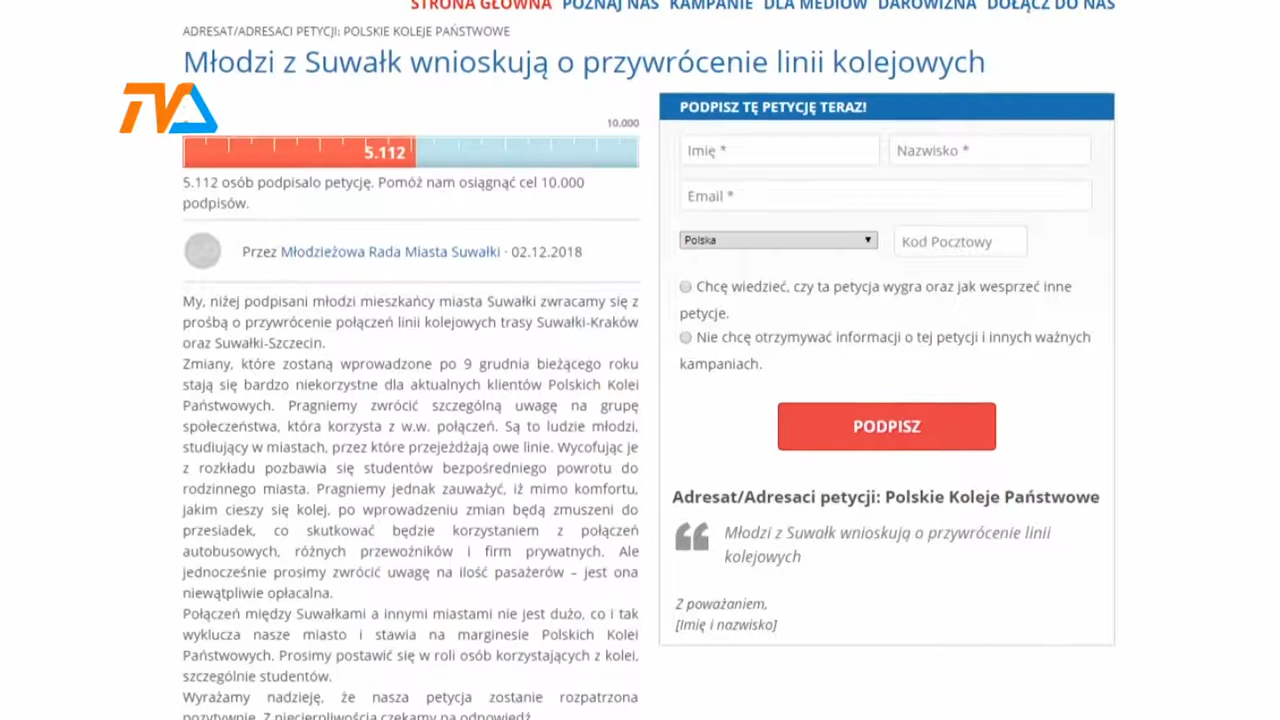 STRONA GŁÓWNA POZNAJ NAS KAMPANIE DLA MEDIÓW DAROWIZNA DOŁĄCZ DO NAS
ADRESAT/ADRESACI PETYCJI: POLSKIE KOLEJE PAŃSTWOWE
Młodzi z Suwałk wnioskują o przywrócenie linii kolejowych
TVA
10.000
5.112
5.112 osób podpisalo petycję. Pomóż nam osiągnąć cel 10.000
podpisów.
Przez Młodzieżowa Rada Miasta Suwałki · 02.12.2018
My, niżej podpisani młodzi mieszkańcy miasta Suwałki zwracamy się z
prośbą o przywrócenie połączeń linii kolejowych trasy Suwałki-Kraków
oraz Suwałki-Szczecin.
Zmiany, które zostaną wprowadzone po 9 grudnia bieżącego roku
stają się bardzo niekorzystne dla aktualnych klientów Polskich Kolei
Państwowych. Pragniemy zwrócić szczególną uwagę na grupę
społeczeństwa, która korzysta z w.w. połączeń. Są to ludzie młodzi,
studiujący w miastach, przez które przejeżdżają owe linie. Wycofując je
z rozkładu pozbawia się studentów bezpośredniego powrotu do
rodzinnego miasta. Pragniemy jednak zauważyć, iż mimo komfortu,
jakim cieszy się kolej, po wprowadzeniu zmian będą zmuszeni do
przesiadek, co skutkować będzie korzystaniem z połączeń
autobusowych, różnych przewoźników i firm prywatnych. Ale
jednocześnie prosimy zwrócić uwagę na ilość pasażerów – jest ona
niewątpliwie opłacalna.
Połączeń między Suwałkami a innymi miastami nie jest dużo, co i tak
wyklucza nasze miasto i stawia na marginesie Polskich Kolei
Państwowych. Prosimy postawić się w roli osób korzystających z kolei,
szczególnie studentów.
Wyrażamy nadzieję, że nasza petycja zostanie rozpatrzona
pozytywnie. Z niecierpliwością czekamy na odpowiedź.
PODPISZ TĘ PETYCJĘ TERAZ!
Imię * Nazwisko *
Email *
Polska Kod Pocztowy
Chcę wiedzieć, czy ta petycja wygra oraz jak wesprzeć inne
petycje.
Nie chcę otrzymywać informacji o tej petycji i innych ważnych
kampaniach.
PODPISZ
Adresat/Adresaci petycji: Polskie Koleje Państwowe
Młodzi z Suwałk wnioskują o przywrócenie linii
kolejowych
Z poważaniem,
[Imię i nazwisko]